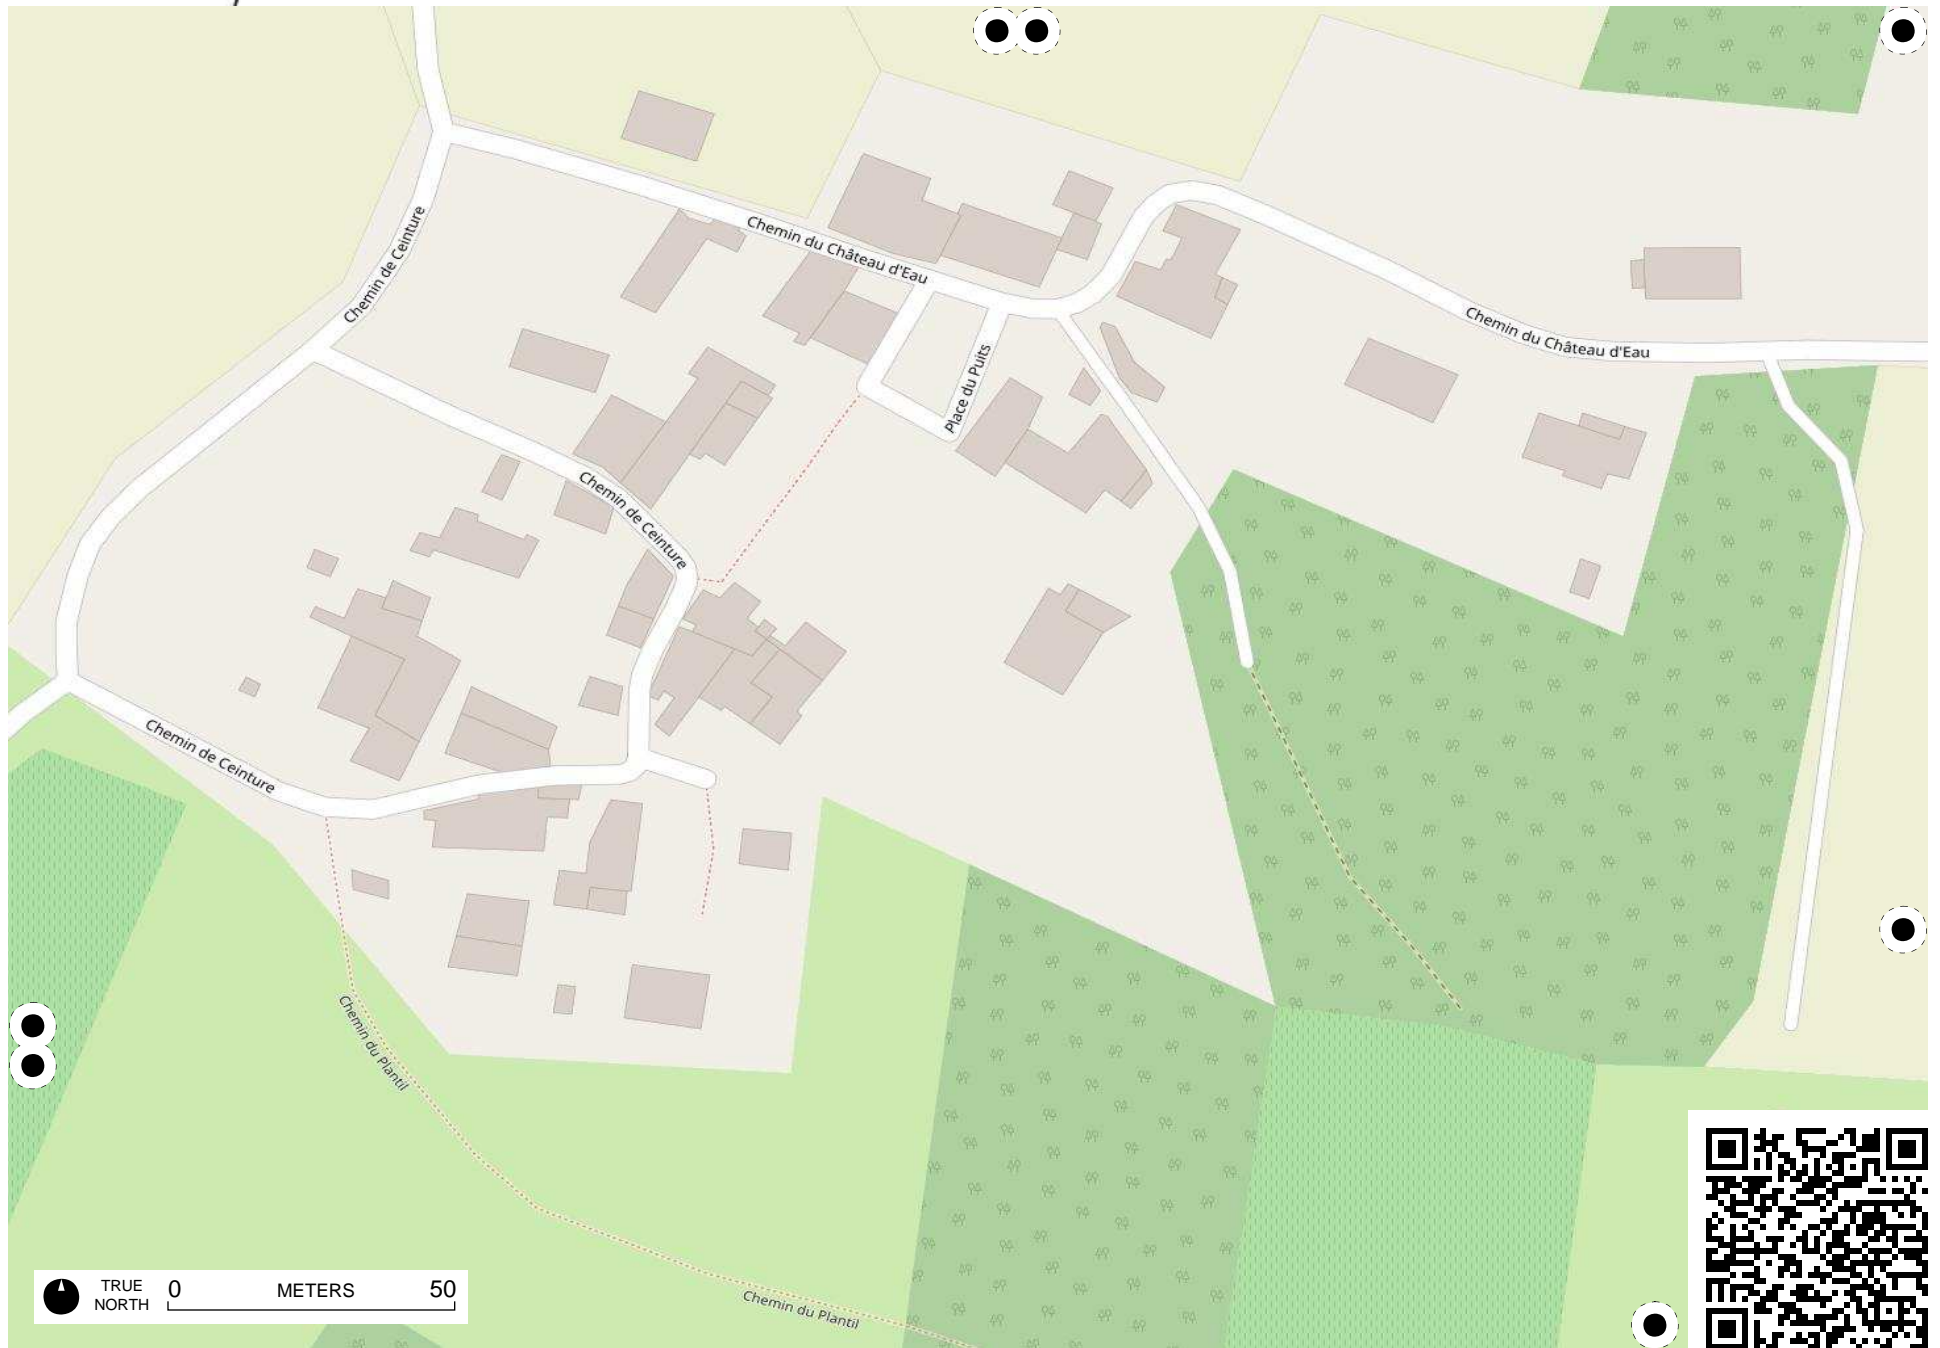 Chemin de Ceinture
Chemin du Château d'Eau
Chemin du Château d'Eau
Place du Puits
Chemin de Ceinture
Chemin de Ceinture
Chemin du Plantil
Chemin du Plantil
TRUE
NORTH
0 METERS 50